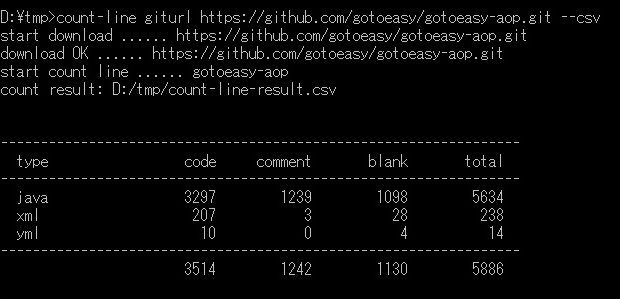 D:¥tmp>count-line giturl https://github.com/gotoeasy/gotoeasy-aop.git --csv
start download ...... https://github.com/gotoeasy/gotoeasy-aop.git
download OK ...... https://github.com/gotoeasy/gotoeasy-aop.git
start count line ...... gotoeasy-aop
count result: D:/tmp/count-line-result.csv
----------------------------------------------------------------
type code comment blank total
----------------------------------------------------------------
java 3297 1239 1098 5634
xml 207 3 28 238
yml 10 0 4 14
----------------------------------------------------------------
3514 1242 1130 5886